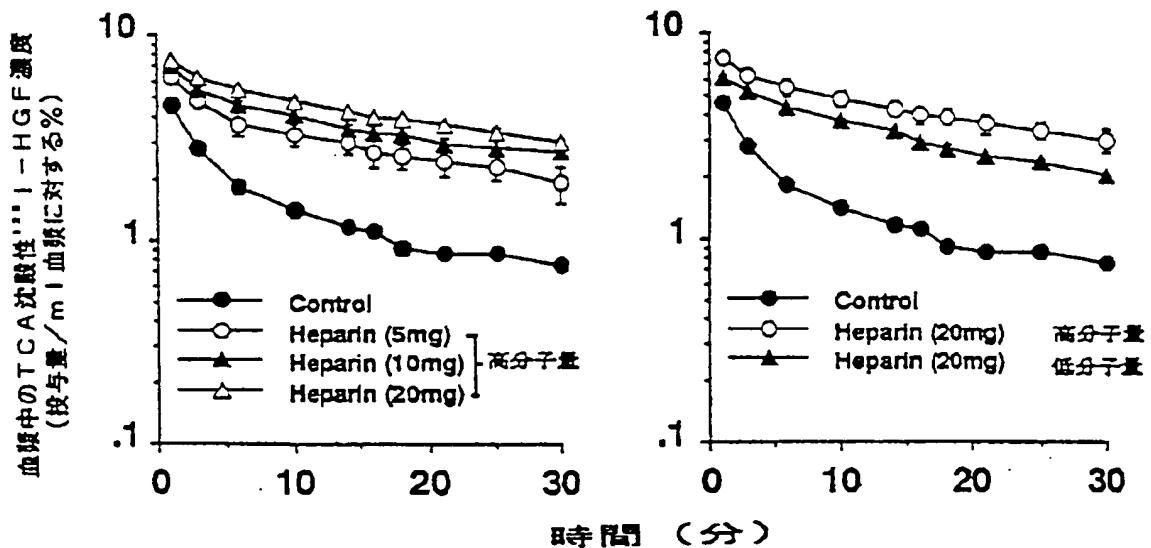 血漿中のTCA沈殿性¹²⁵I-HGF濃度
(投与量/ml血漿に対する%)
10
1
.1
0
10
20
30
Control
Heparin (5mg)
Heparin (10mg)
Heparin (20mg)
高分子量
10
1
.1
0
10
20
30
Control
Heparin (20mg) 高分子量
Heparin (20mg) 低分子量
時間 (分)